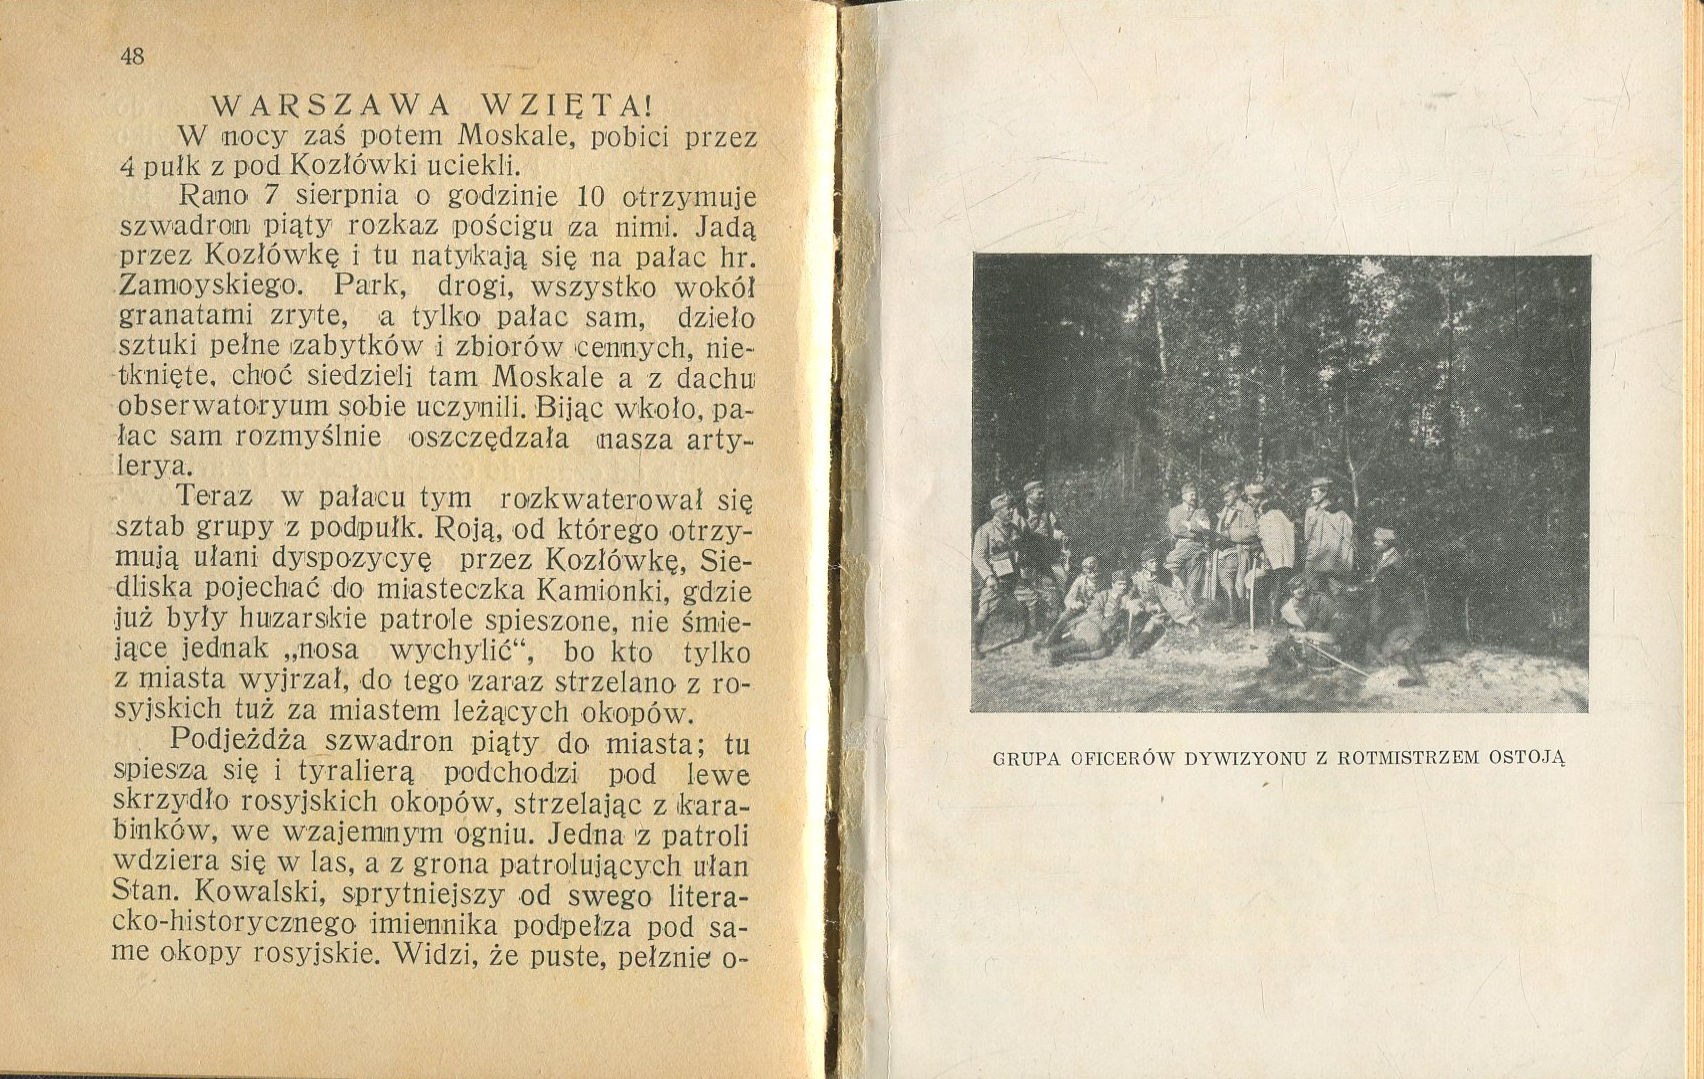 48
WARSZAWA WZIĘTA!
W nocy zaś potem Moskale, pobici przez
4 pułk z pod Kozłówki uciekli.
Rano 7 sierpnia o godzinie 10 otrzymuje
szwadron piąty rozkaz pościgu za nimi. Jadą
przez Kozłówkę i tu natykają się na pałac hr.
Zamoyskiego. Park, drogi, wszystko wokół
granatami zryte, a tylko pałac sam, dzieło
sztuki pełne zabytków i zbiorów cennych, nie-
tknięte, choć siedzieli tam Moskale a z dachu
obserwatoryum sobie uczynili. Bijąc wkoło, pa-
łac sam rozmyślnie oszczędzała nasza arty-
lerya.
Teraz w pałacu tym rozkwaterował się
sztab grupy z podpułk. Roją, od którego otrzy-
mują ułani dyspozycyę przez Kozłówkę, Sie-
dliska pojechać do miasteczka Kamionki, gdzie
już były huzarskie patrole spieszone, nie śmie-
jące jednak „nosa wychylić“, bo kto tylko
z miasta wyjrzał, do tego zaraz strzelano z ro-
syjskich tuż za miastem leżących okopów.
Podjeżdża szwadron piąty do miasta; tu
spiesza się i tyralierą podchodzi pod lewe
skrzydło rosyjskich okopów, strzelając z kara-
binków, we wzajemnym ogniu. Jedna z patroli
wdziera się w las, a z grona patrolujących ułan
Stan. Kowalski, sprytniejszy od swego litera-
cko-historycznego imiennika podpełza pod sa-
me okopy rosyjskie. Widzi, że puste, pełznie o-
GRUPA OFICERÓW DYWIZYONU Z ROTMISTRZEM OSTOJĄ